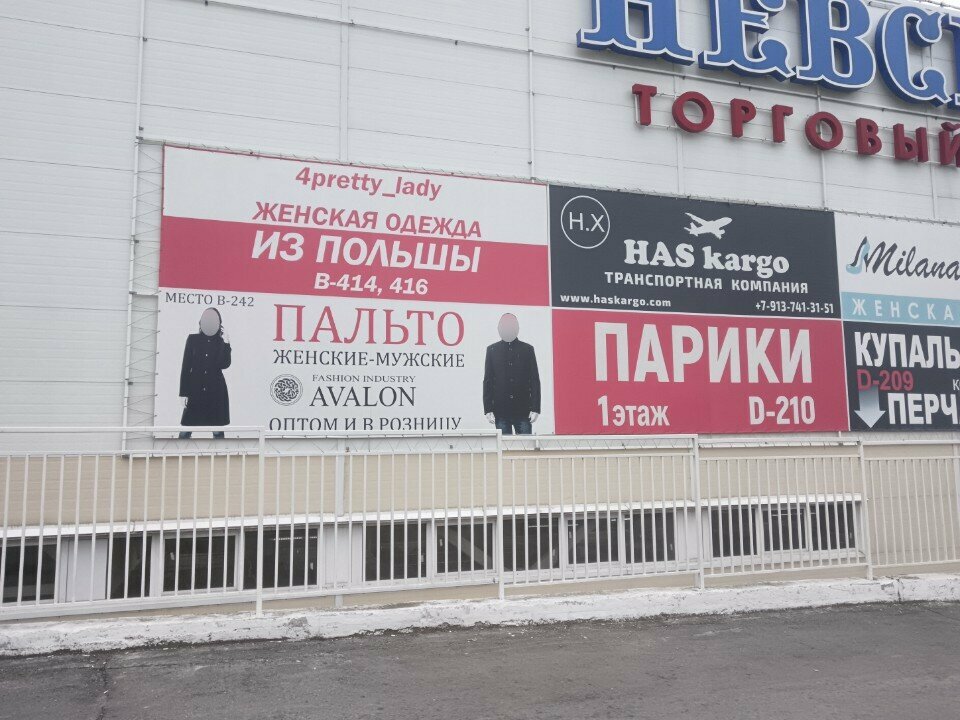 НЕВС
ТОРГОВЫЙ
4pretty_lady
ЖЕНСКАЯ ОДЕЖДА
ИЗ ПОЛЬШЫ
В-414, 416
МЕСТО В-242
ПАЛЬТО
ЖЕНСКИЕ-МУЖСКИЕ
FASHION INDUSTRY
AVALON
ОПТОМ И В РОЗНИЦУ
H.X
HAS kargo
ТРАНСПОРТНАЯ КОМПАНИЯ
www.haskargo.com +7-913-741-31-51
ПАРИКИ
1этаж D-210
Milana
ЖЕНСКА
КУПАЛЬ
D-209
ПЕРЧ